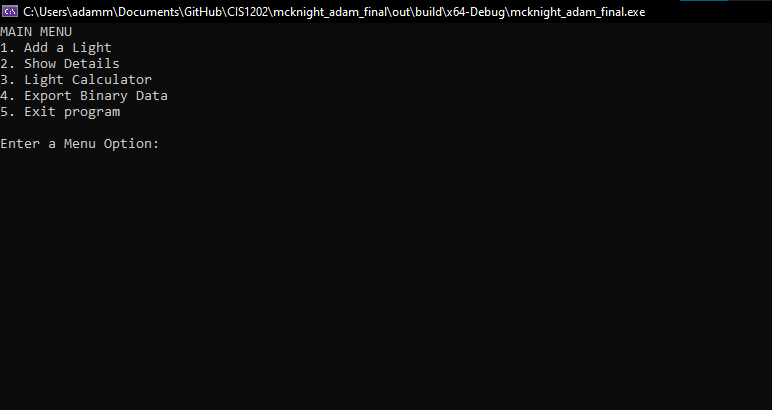 C:\Users\adamm\Documents\GitHub\CIS1202\mcknight_adam_final\out\build\x64-Debug\mcknight_adam_final.exe
MAIN MENU
1. Add a Light
2. Show Details
3. Light Calculator
4. Export Binary Data
5. Exit program
Enter a Menu Option: